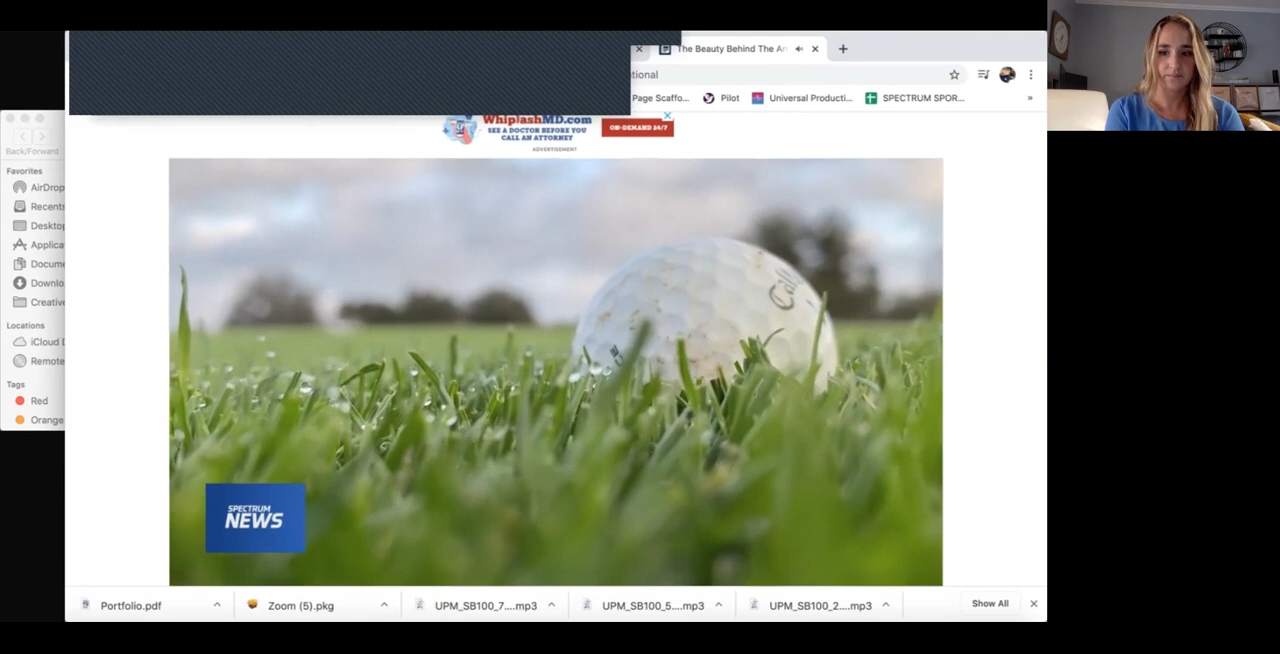 The Beauty Behind The Am
tional
Page Scaffo...
Pilot
Universal Producti...
SPECTRUM SPOR...
»
WhiplashMD.com
SEE A DOCTOR BEFORE YOU
CALL AN ATTORNEY
ON-DEMAND 24/7
ADVERTISEMENT
Back/Forward
Favorites
AirDrop
Recents
Desktop
Applica
Docume
Downlo
Creative
Locations
iCloud D
Remote
Tags
Red
Orange
SPECTRUM
NEWS
Portfolio.pdf
Zoom (5).pkg
UPM_SB100_7....mp3
UPM_SB100_5....mp3
UPM_SB100_2....mp3
Show All